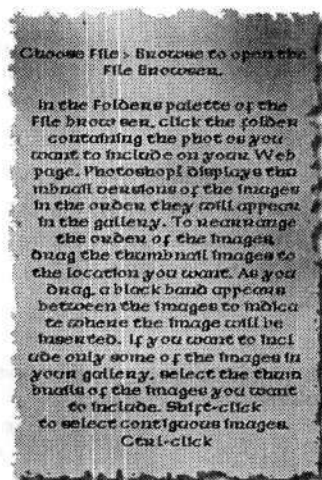 Choose File > Browse to open the
File Browser.
In the Folders palette of the
File brow ser, click the folder
containing the phot os you
want to include on your Web
page. Photoshop! displays tha
mbnail versions of the images
in the order they will appear
in the gallery. To rearrange
the order of the images
drag the thumbnail images to
the location you want. As you
drag, a black band appears
between the images to indica
te where the image will be
inserted. If you want to incl
ude only some of the images in
your gallery, select the thum
bnails of the images you want
to include. Shift-click
to select contiguous images.
Ctrl-click